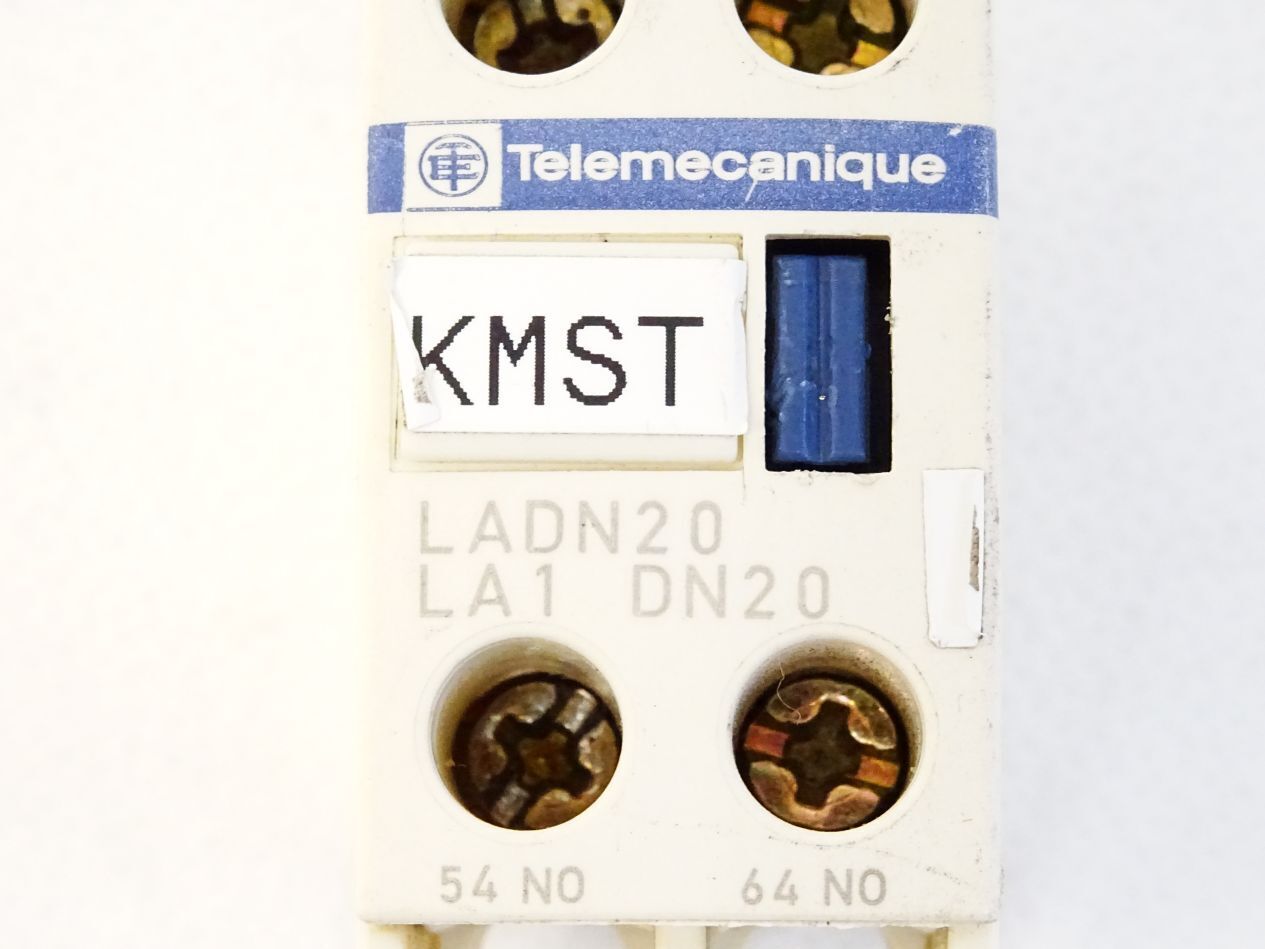 Telemecanique
KMST
LADN20
LA1 DN20
54 NO
64 NO